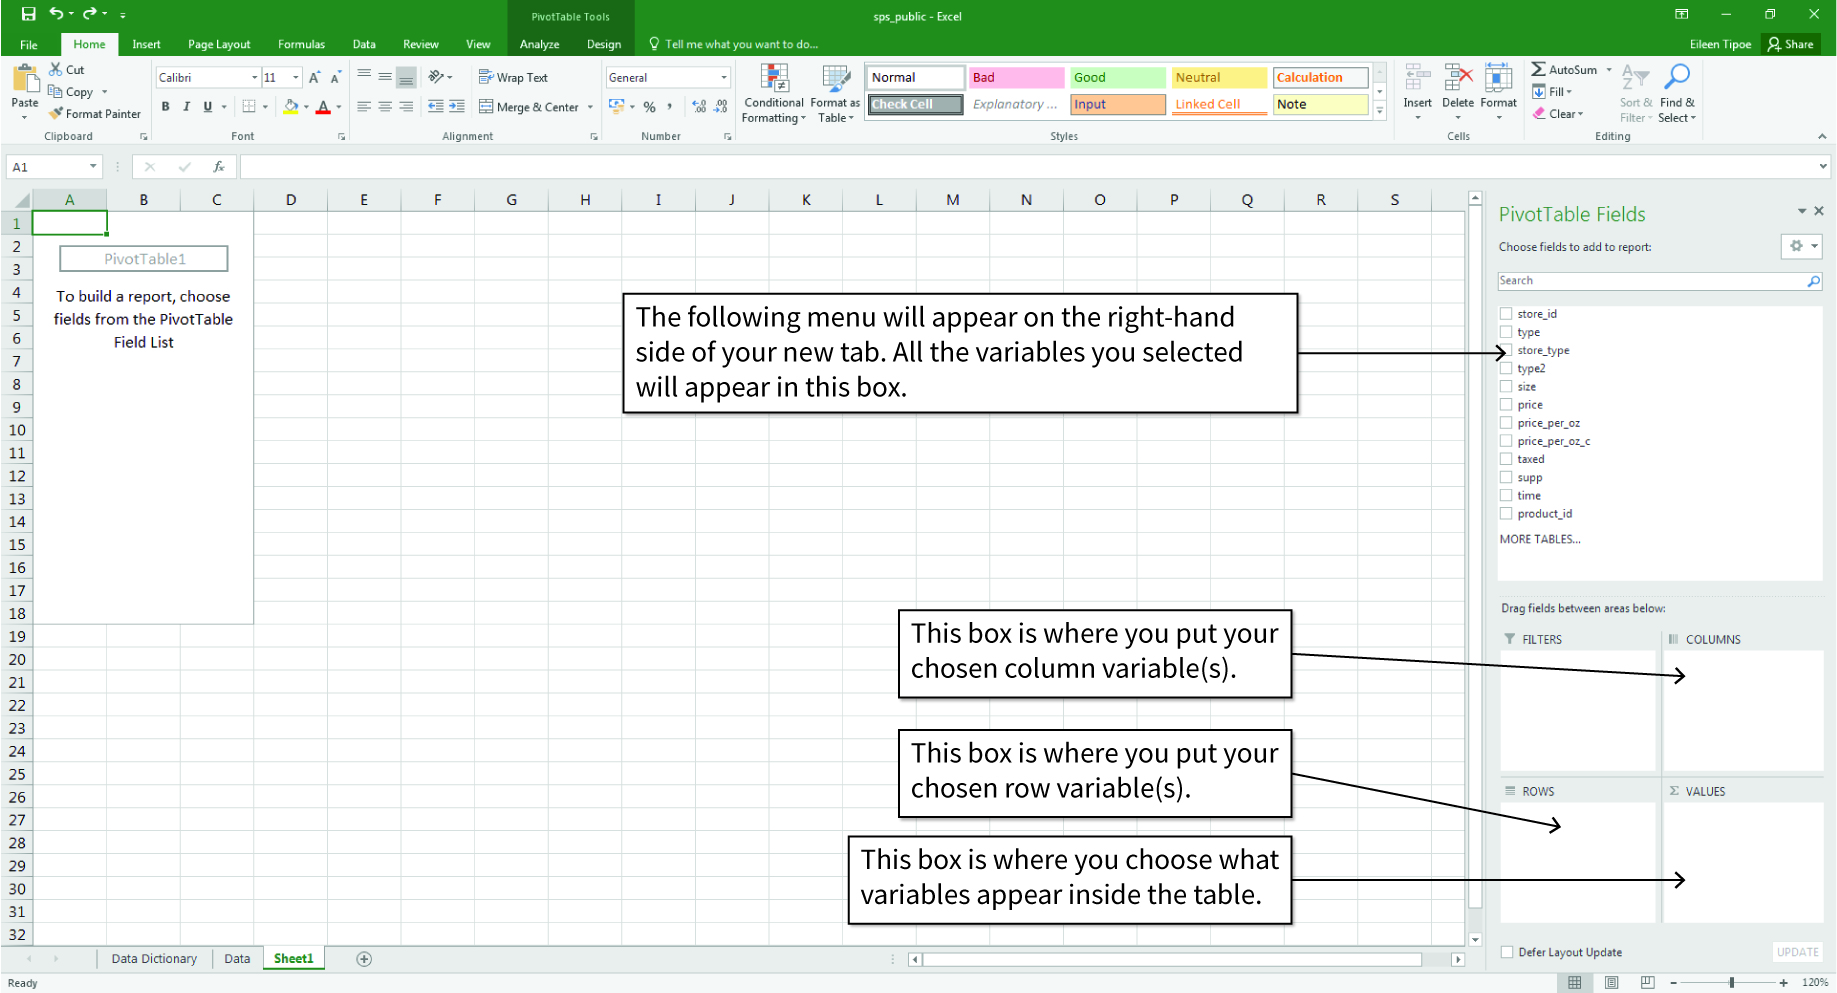 PivotTable Tools
sps_public - Excel
File Home Insert Page Layout Formulas Data Review View Analyze Design Tell me what you want to do... Eileen Tipoe Share
Paste
Cut
Copy
Format Painter
Clipboard
Calibri 11
B I U
Font
Wrap Text
Merge & Center
Alignment
General
%
Number
Conditional Formatting
Format as Table
Normal Bad Good Neutral Calculation
Check Cell Explanatory ... Input Linked Cell Note
Styles
Insert Delete Format
Cells
AutoSum
Fill
Clear
Sort & Filter
Find & Select
Editing
A1
fx
A B C D E F G H I J K L M N O P Q R S
1
2
3
4
5
6
7
8
9
10
11
12
13
14
15
16
17
18
19
20
21
22
23
24
25
26
27
28
29
30
31
32
PivotTable1
To build a report, choose
fields from the PivotTable
Field List
The following menu will appear on the right-hand
side of your new tab. All the variables you selected
will appear in this box.
This box is where you put your
chosen column variable(s).
This box is where you put your
chosen row variable(s).
This box is where you choose what
variables appear inside the table.
PivotTable Fields
Choose fields to add to report:
Search
store_id
type
store_type
type2
size
price
price_per_oz
price_per_oz_c
taxed
supp
time
product_id
MORE TABLES...
Drag fields between areas below:
FILTERS COLUMNS
ROWS Σ VALUES
Defer Layout Update UPDATE
Data Dictionary Data Sheet1
Ready 120%